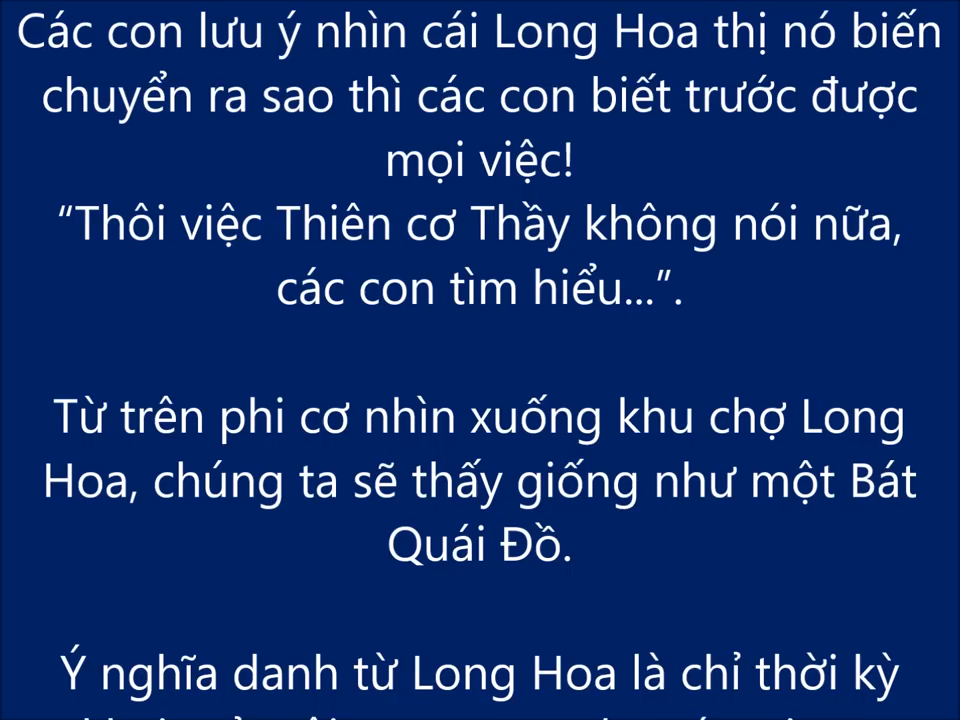 Các con lưu ý nhìn cái Long Hoa thị nó biến
chuyển ra sao thì các con biết trước được
mọi việc!
“Thôi việc Thiên cơ Thầy không nói nữa,
các con tìm hiểu...”.
Từ trên phi cơ nhìn xuống khu chợ Long
Hoa, chúng ta sẽ thấy giống như một Bát
Quái Đồ.
Ý nghĩa danh từ Long Hoa là chỉ thời kỳ